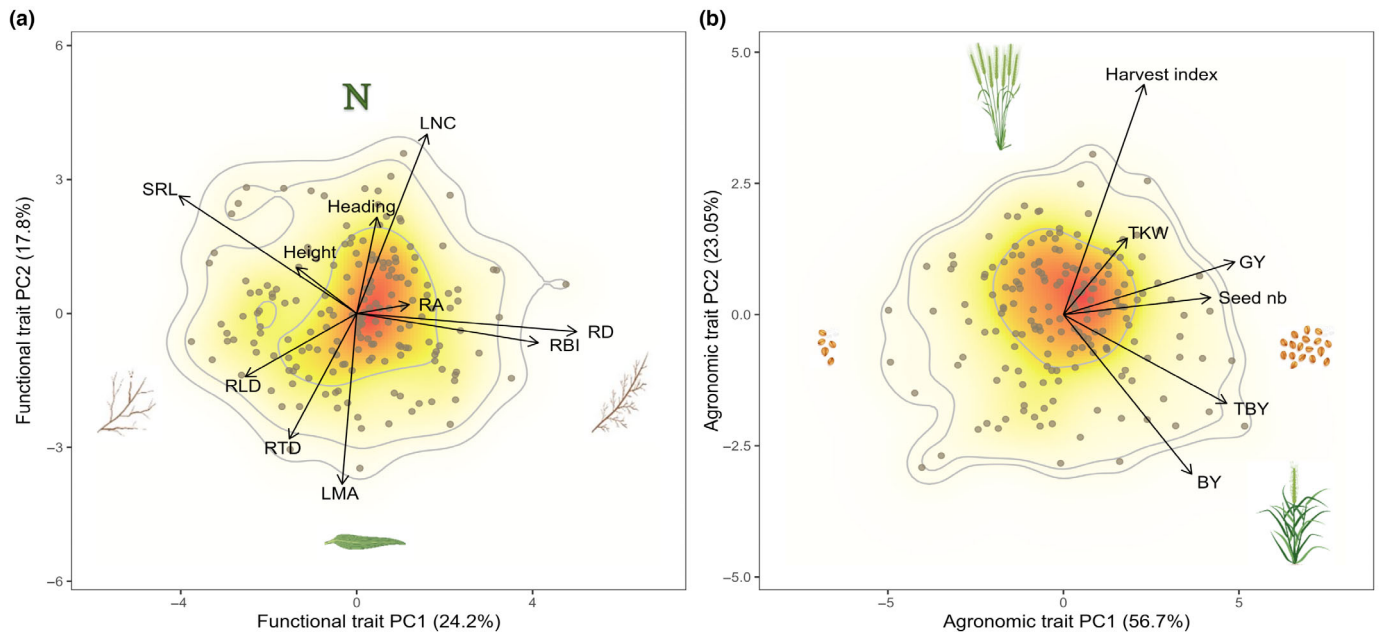 (a)
6
3
0
−3
−6
−4
0
4
Functional trait PC2 (17.8%)
Functional trait PC1 (24.2%)
N
LNC
SRL
Heading
Height
RA
RD
RBI
RLD
RTD
LMA
(b)
5.0
2.5
0.0
−2.5
−5.0
−5
0
5
Agronomic trait PC2 (23.05%)
Agronomic trait PC1 (56.7%)
Harvest index
TKW
GY
Seed nb
TBY
BY